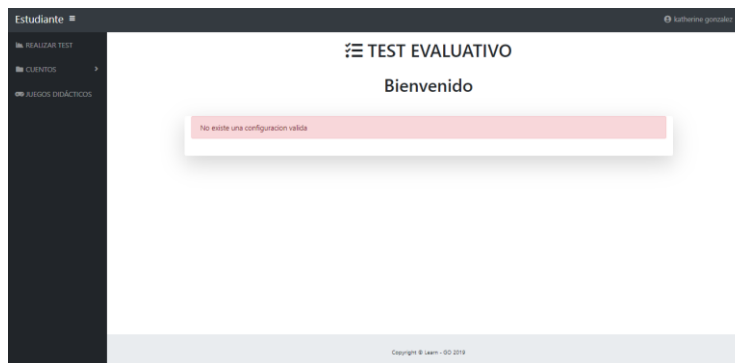 Estudiante
katherine gonzalez
REALIZAR TEST
CUENTOS
JUEGOS DIDÁCTICOS
TEST EVALUATIVO
Bienvenido
No existe una configuracion valida
Copyright © Learn - GO 2019